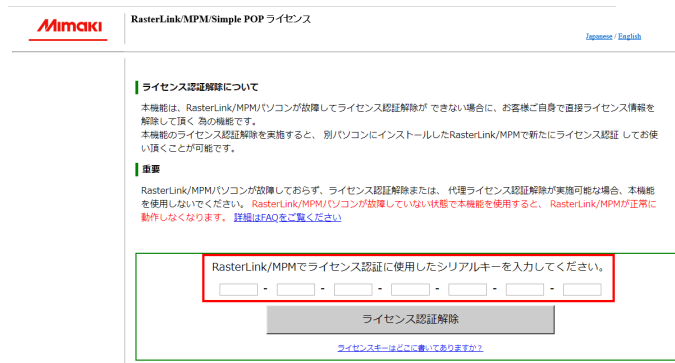 Mimaki
RasterLink/MPM/Simple POP ライセンス
Japanese / English
ライセンス認証解除について
本機能は、RasterLink/MPMパソコンが故障してライセンス認証解除が できない場合に、お客様ご自身で直接ライセンス情報を
解除して頂く 為の機能です。
本機能のライセンス認証解除を実施すると、 別パソコンにインストールしたRasterLink/MPMで新たにライセンス認証 してお使
い頂くことが可能です。
重要
RasterLink/MPMパソコンが故障しておらず、ライセンス認証解除または、 代理ライセンス認証解除が実施可能な場合、本機能
を使用しないでください。 RasterLink/MPMパソコンが故障していない状態で本機能を使用すると、 RasterLink/MPMが正常に
動作しなくなります。 詳細はFAQをご覧ください
RasterLink/MPMでライセンス認証に使用したシリアルキーを入力してください。
- - - - - -
ライセンス認証解除
ライセンスキーはどこに書いてありますか？